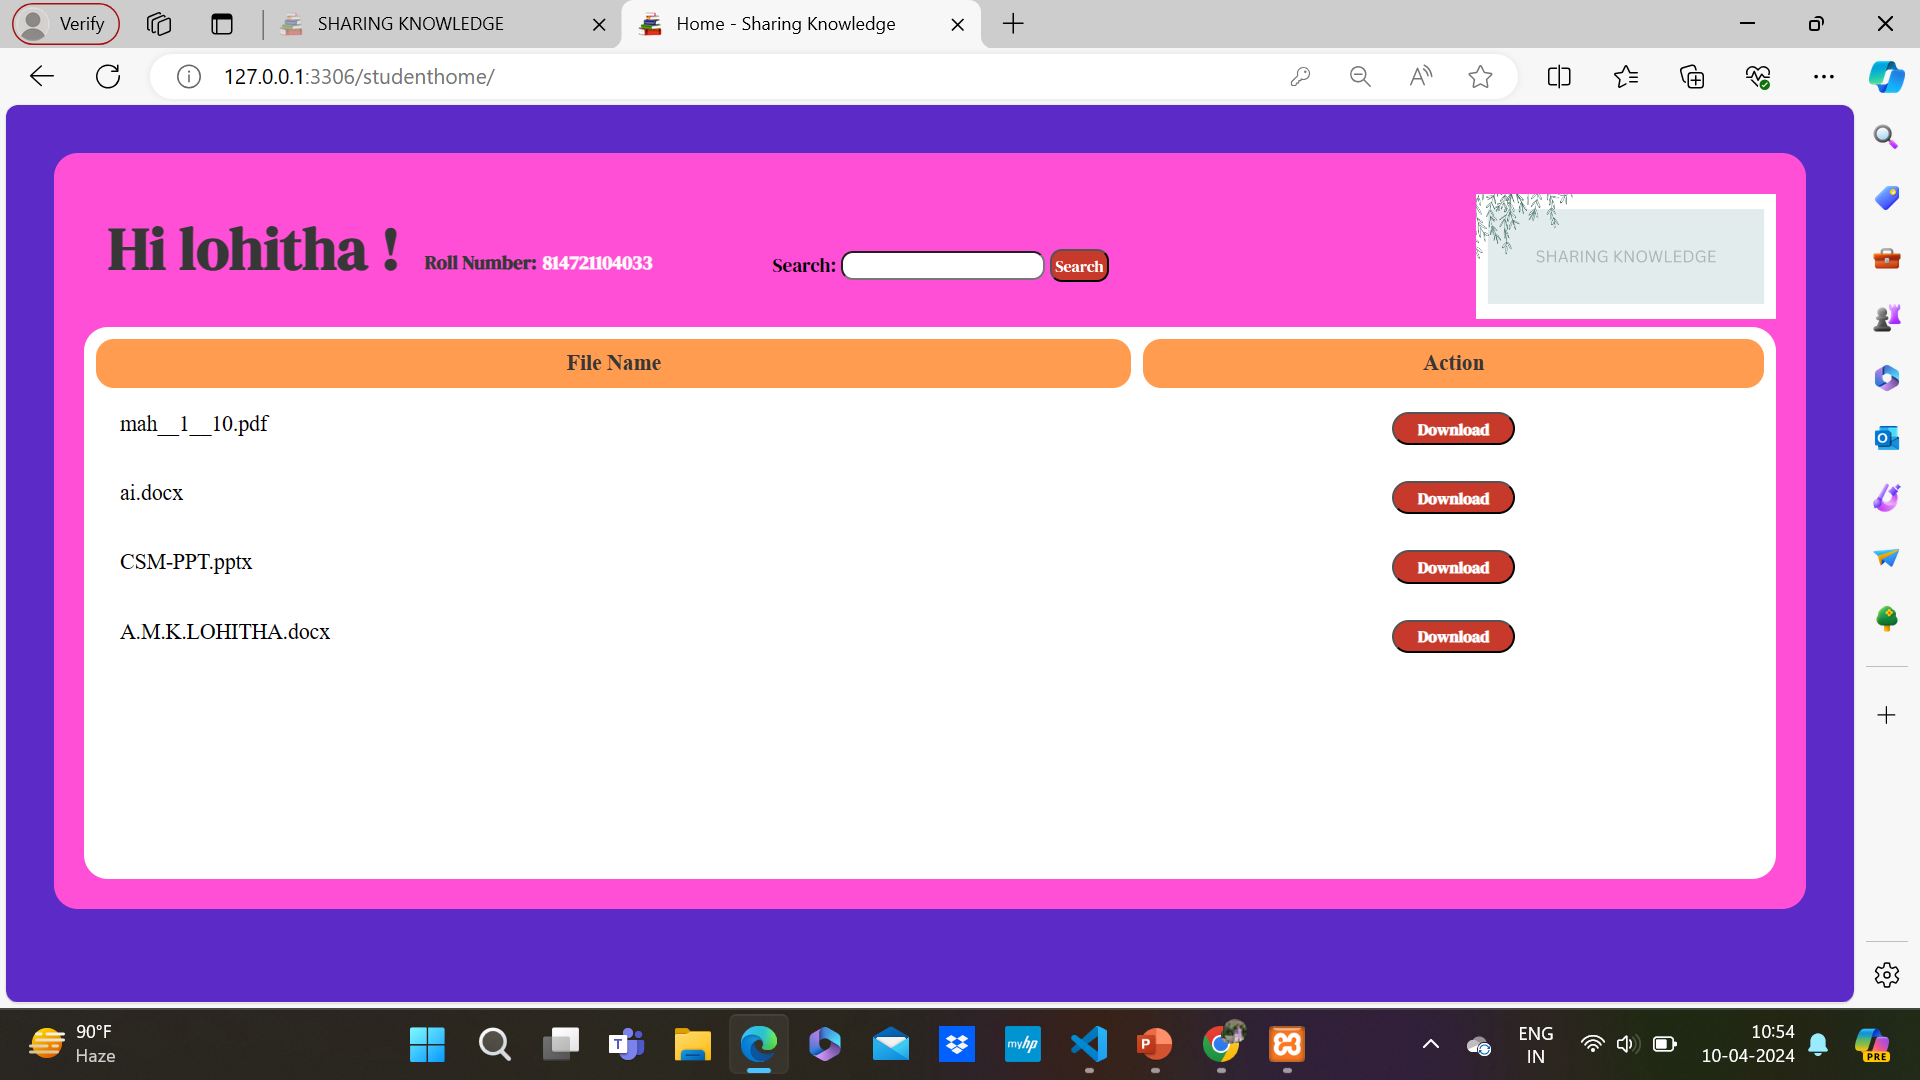 Verify
SHARING KNOWLEDGE
Home - Sharing Knowledge
127.0.0.1:3306/studenthome/
Hi lohitha !
Roll Number: 814721104033
Search:
Search
SHARING KNOWLEDGE
File Name
Action
mah__1__10.pdf
Download
ai.docx
Download
CSM-PPT.pptx
Download
A.M.K.LOHITHA.docx
Download
90°F
Haze
myhp
ENG
IN
10:54
10-04-2024
PRE